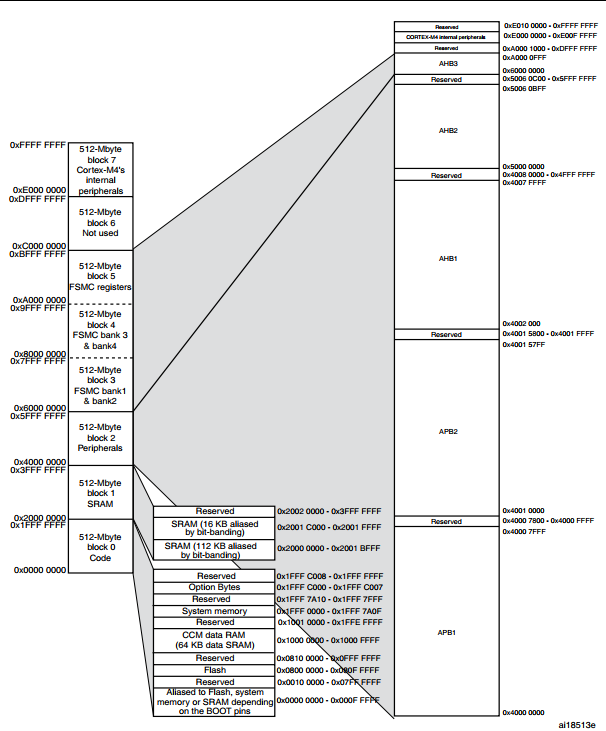 0xFFFF FFFF
512-Mbyte
block 7
Cortex-M4's
internal
peripherals
0xE000 0000
0xDFFF FFFF
512-Mbyte
block 6
Not used
0xC000 0000
0xBFFF FFFF
512-Mbyte
block 5
FSMC registers
0xA000 0000
0x9FFF FFFF
512-Mbyte
block 4
FSMC bank 3
& bank4
0x8000 0000
0x7FFF FFFF
512-Mbyte
block 3
FSMC bank1
& bank2
0x6000 0000
0x5FFF FFFF
512-Mbyte
block 2
Peripherals
0x4000 0000
0x3FFF FFFF
512-Mbyte
block 1
SRAM
0x2000 0000
0x1FFF FFFF
512-Mbyte
block 0
Code
0x0000 0000
Reserved 0x2002 0000 - 0x3FFF FFFF
SRAM (16 KB aliased
by bit-banding) 0x2001 C000 - 0x2001 FFFF
SRAM (112 KB aliased
by bit-banding) 0x2000 0000 - 0x2001 BFFF
Reserved 0x1FFF C008 - 0x1FFF FFFF
Option Bytes 0x1FFF C000 - 0x1FFF C007
Reserved 0x1FFF 7A10 - 0x1FFF 7FFF
System memory 0x1FFF 0000 - 0x1FFF 7A0F
Reserved 0x1001 0000 - 0x1FFE FFFF
CCM data RAM
(64 KB data SRAM) 0x1000 0000 - 0x1000 FFFF
Reserved 0x0810 0000 - 0x0FFF FFFF
Flash 0x0800 0000 - 0x080F FFFF
Reserved 0x0010 0000 - 0x07FF FFFF
Aliased to Flash, system
memory or SRAM depending
on the BOOT pins 0x0000 0000 - 0x000F FFFF
Reserved 0xE010 0000 - 0xFFFF FFFF
CORTEX-M4 internal peripherals 0xE000 0000 - 0xE00F FFFF
Reserved 0xA000 1000 - 0xDFFF FFFF
0xA000 0FFF
AHB3
0x6000 0000
Reserved 0x5006 0C00 - 0x5FFF FFFF
0x5006 0BFF
AHB2
0x5000 0000
Reserved 0x4008 0000 - 0x4FFF FFFF
0x4007 FFFF
AHB1
0x4002 000
Reserved 0x4001 5800 - 0x4001 FFFF
0x4001 57FF
APB2
0x4001 0000
Reserved 0x4000 7800 - 0x4000 FFFF
0x4000 7FFF
APB1
0x4000 0000
ai18513e